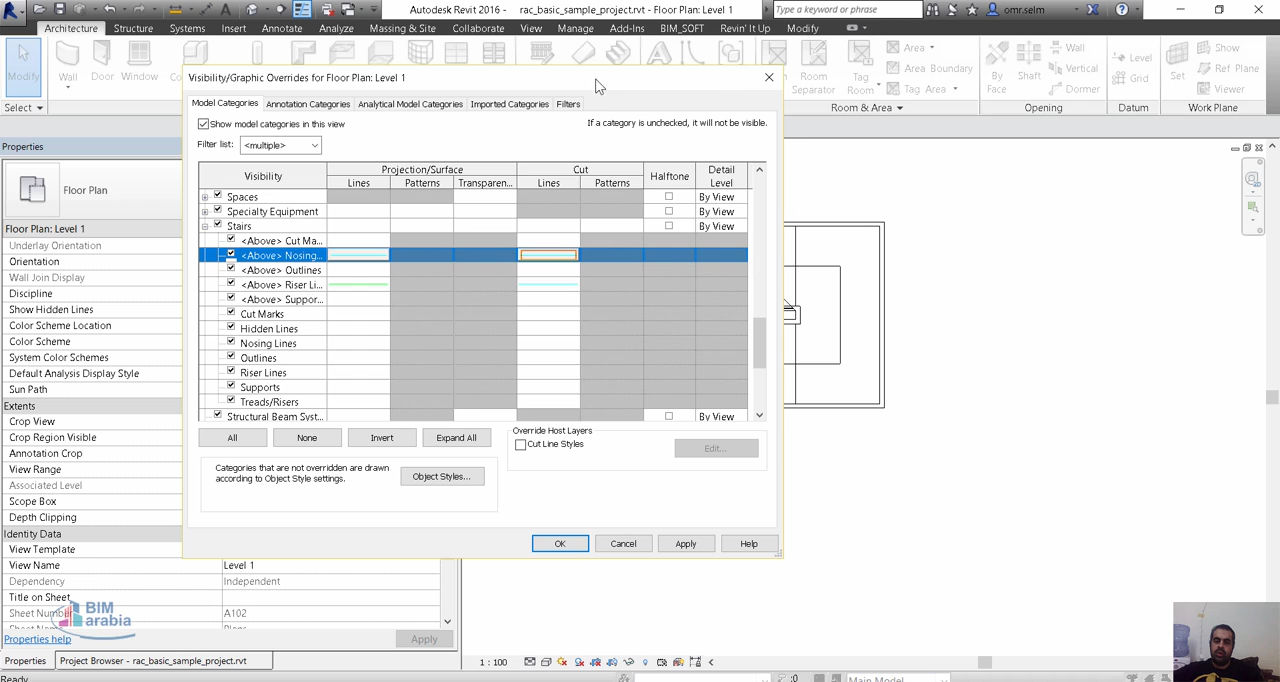 Autodesk Revit 2016 - rac_basic_sample_project.rvt - Floor Plan: Level 1
Type a keyword or phrase
omr.selm
Architecture Structure Systems Insert Annotate Analyze Massing & Site Collaborate View Manage Add-Ins BIM_SOFT Revin' It Up Modify
Modify
Wall
Door
Window
Room Separator
Tag Room
Area
Area Boundary
Tag Area
By Face
Shaft
Wall
Vertical
Dormer
Level
Grid
Set
Show
Ref Plane
Viewer
Select
Room & Area
Opening
Datum
Work Plane
Properties
Floor Plan
Floor Plan: Level 1
Underlay Orientation
Orientation
Wall Join Display
Discipline
Show Hidden Lines
Color Scheme Location
Color Scheme
System Color Schemes
Default Analysis Display Style
Sun Path
Extents
Crop View
Crop Region Visible
Annotation Crop
View Range
Associated Level
Scope Box
Depth Clipping
Identity Data
View Template
View Name Level 1
Dependency Independent
Title on Sheet
Sheet Number A102
BIM
arabia
Properties help
Apply
Properties
Project Browser - rac_basic_sample_project.rvt
Ready
Visibility/Graphic Overrides for Floor Plan: Level 1
Model Categories Annotation Categories Analytical Model Categories Imported Categories Filters
Show model categories in this view
If a category is unchecked, it will not be visible.
Filter list: <multiple>
Visibility Projection/Surface Cut Halftone Detail Level
Lines Patterns Transparen... Lines Patterns
Spaces By View
Specialty Equipment By View
Stairs By View
<Above> Cut Ma...
<Above> Nosing...
<Above> Outlines
<Above> Riser Li...
<Above> Suppor...
Cut Marks
Hidden Lines
Nosing Lines
Outlines
Riser Lines
Supports
Treads/Risers
Structural Beam Syst... By View
All None Invert Expand All
Override Host Layers
Cut Line Styles
Edit...
Categories that are not overridden are drawn
according to Object Style settings.
Object Styles...
OK Cancel Apply Help
1 : 100
:0
Main Model